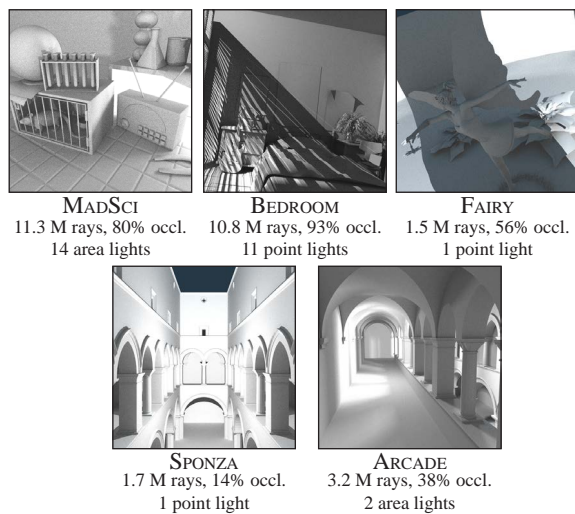 MADSCI
11.3 M rays, 80% occl.
14 area lights
BEDROOM
10.8 M rays, 93% occl.
11 point lights
FAIRY
1.5 M rays, 56% occl.
1 point light
SPONZA
1.7 M rays, 14% occl.
1 point light
ARCADE
3.2 M rays, 38% occl.
2 area lights